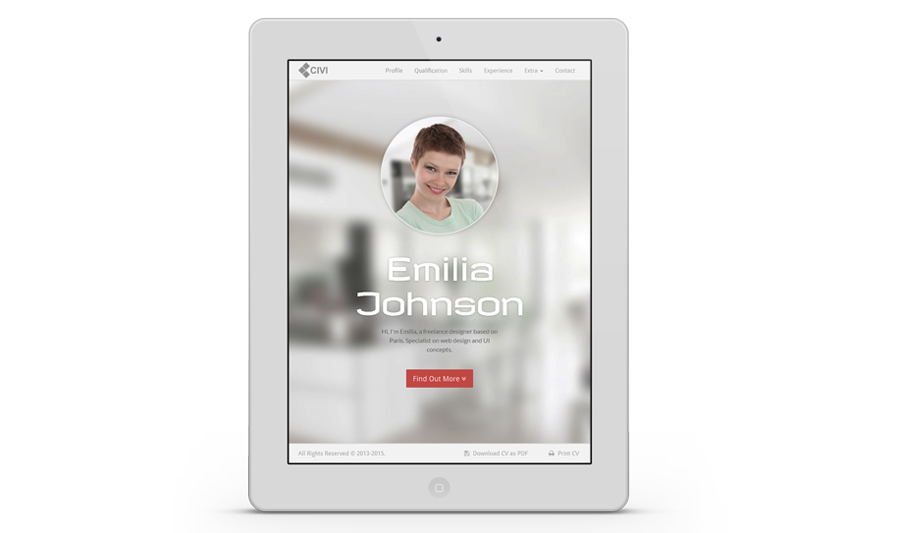 CIVI
Profile Qualification Skills Experience Extra Contact
Emilia
Johnson
Hi, I'm Emilia, a freelance designer based on
Paris. Specialist on web design and UI
concepts.
Find Out More
All Rights Reserved © 2013-2015. Download CV as PDF Print CV